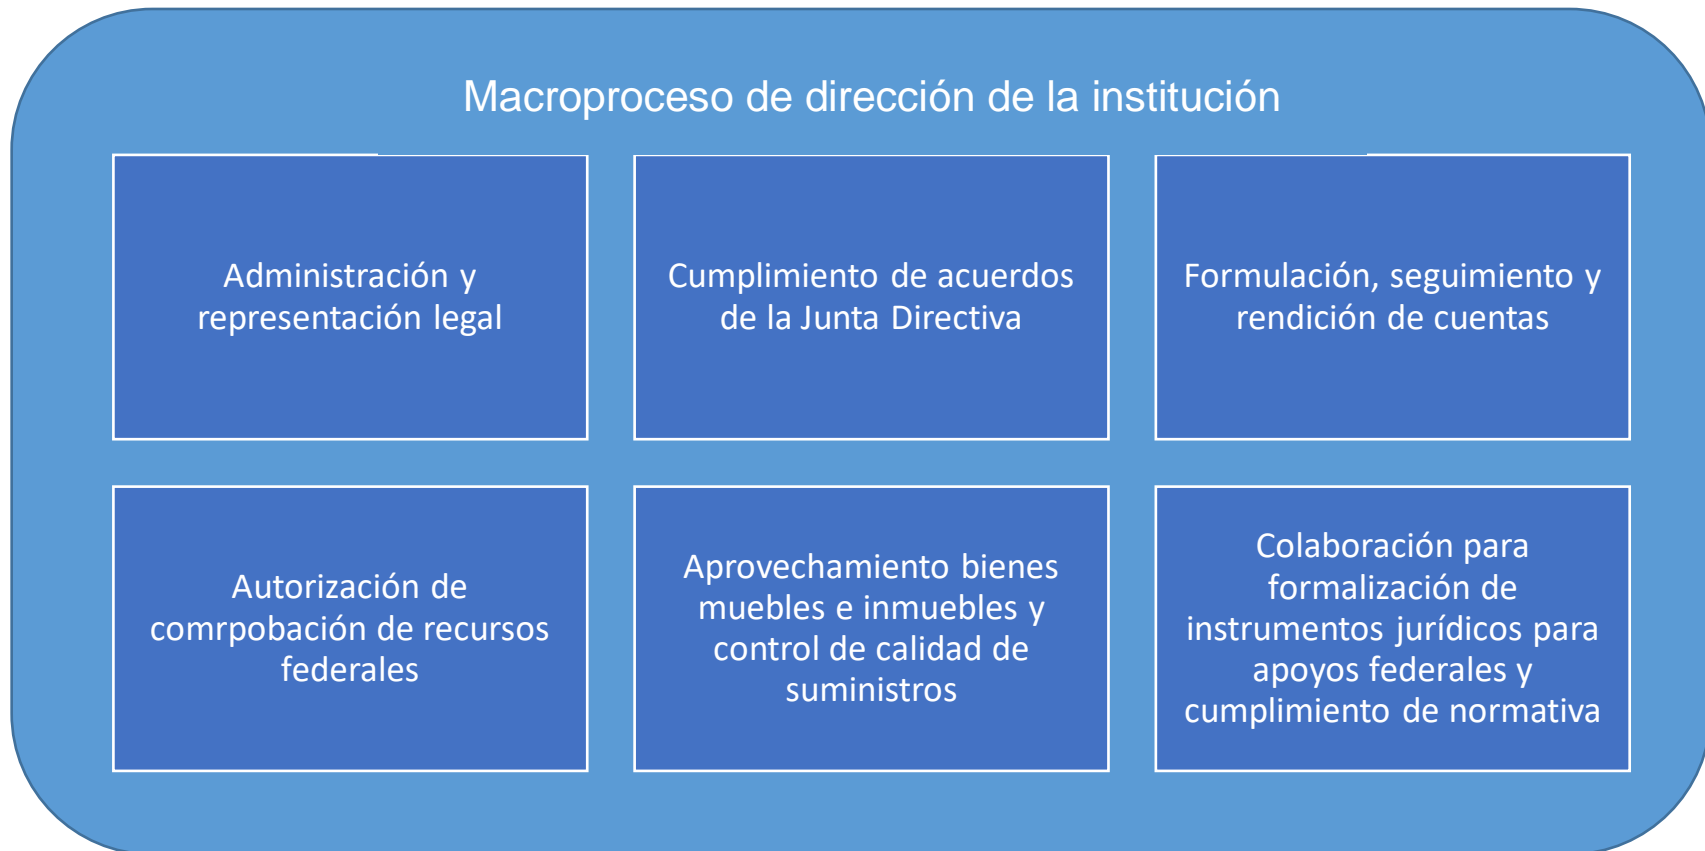 Macroproceso de dirección de la institución
Administración y
representación legal
Cumplimiento de acuerdos
de la Junta Directiva
Formulación, seguimiento y
rendición de cuentas
Autorización de
comrpobación de recursos
federales
Aprovechamiento bienes
muebles e inmuebles y
control de calidad de
suministros
Colaboración para
formalización de
instrumentos jurídicos para
apoyos federales y
cumplimiento de normativa